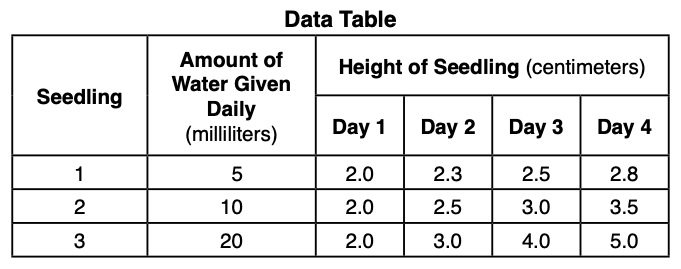 Data Table
Seedling
Amount of
Water Given
Daily
(milliliters)
Height of Seedling (centimeters)
Day 1 Day 2 Day 3 Day 4
1 5 2.0 2.3 2.5 2.8
2 10 2.0 2.5 3.0 3.5
3 20 2.0 3.0 4.0 5.0